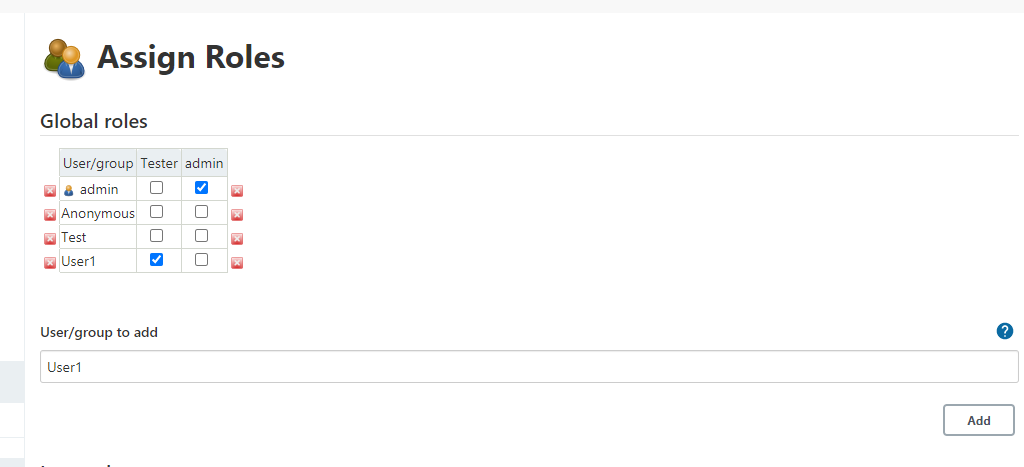 Assign Roles
Global roles
User/group Tester admin
admin
Anonymous
Test
User1
User/group to add
?
User1
Add